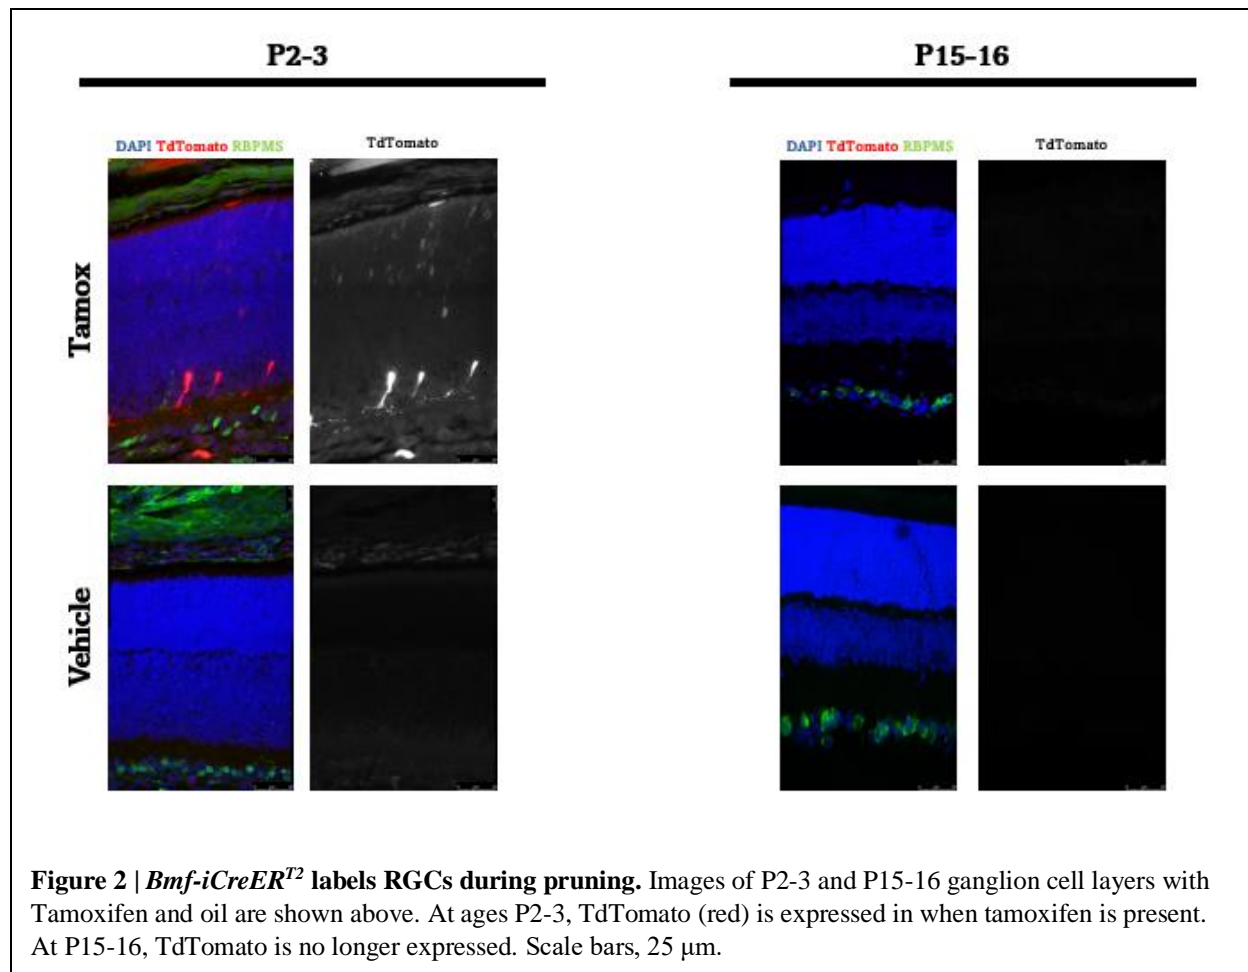 P2-3
P15-16
DAPI TdTomato RBPMS
TdTomato
DAPI TdTomato RBPMS
TdTomato
Tamox
Vehicle
Figure 2 | Bmf-iCreERT2 labels RGCs during pruning. Images of P2-3 and P15-16 ganglion cell layers with
Tamoxifen and oil are shown above. At ages P2-3, TdTomato (red) is expressed in when tamoxifen is present.
At P15-16, TdTomato is no longer expressed. Scale bars, 25 μm.